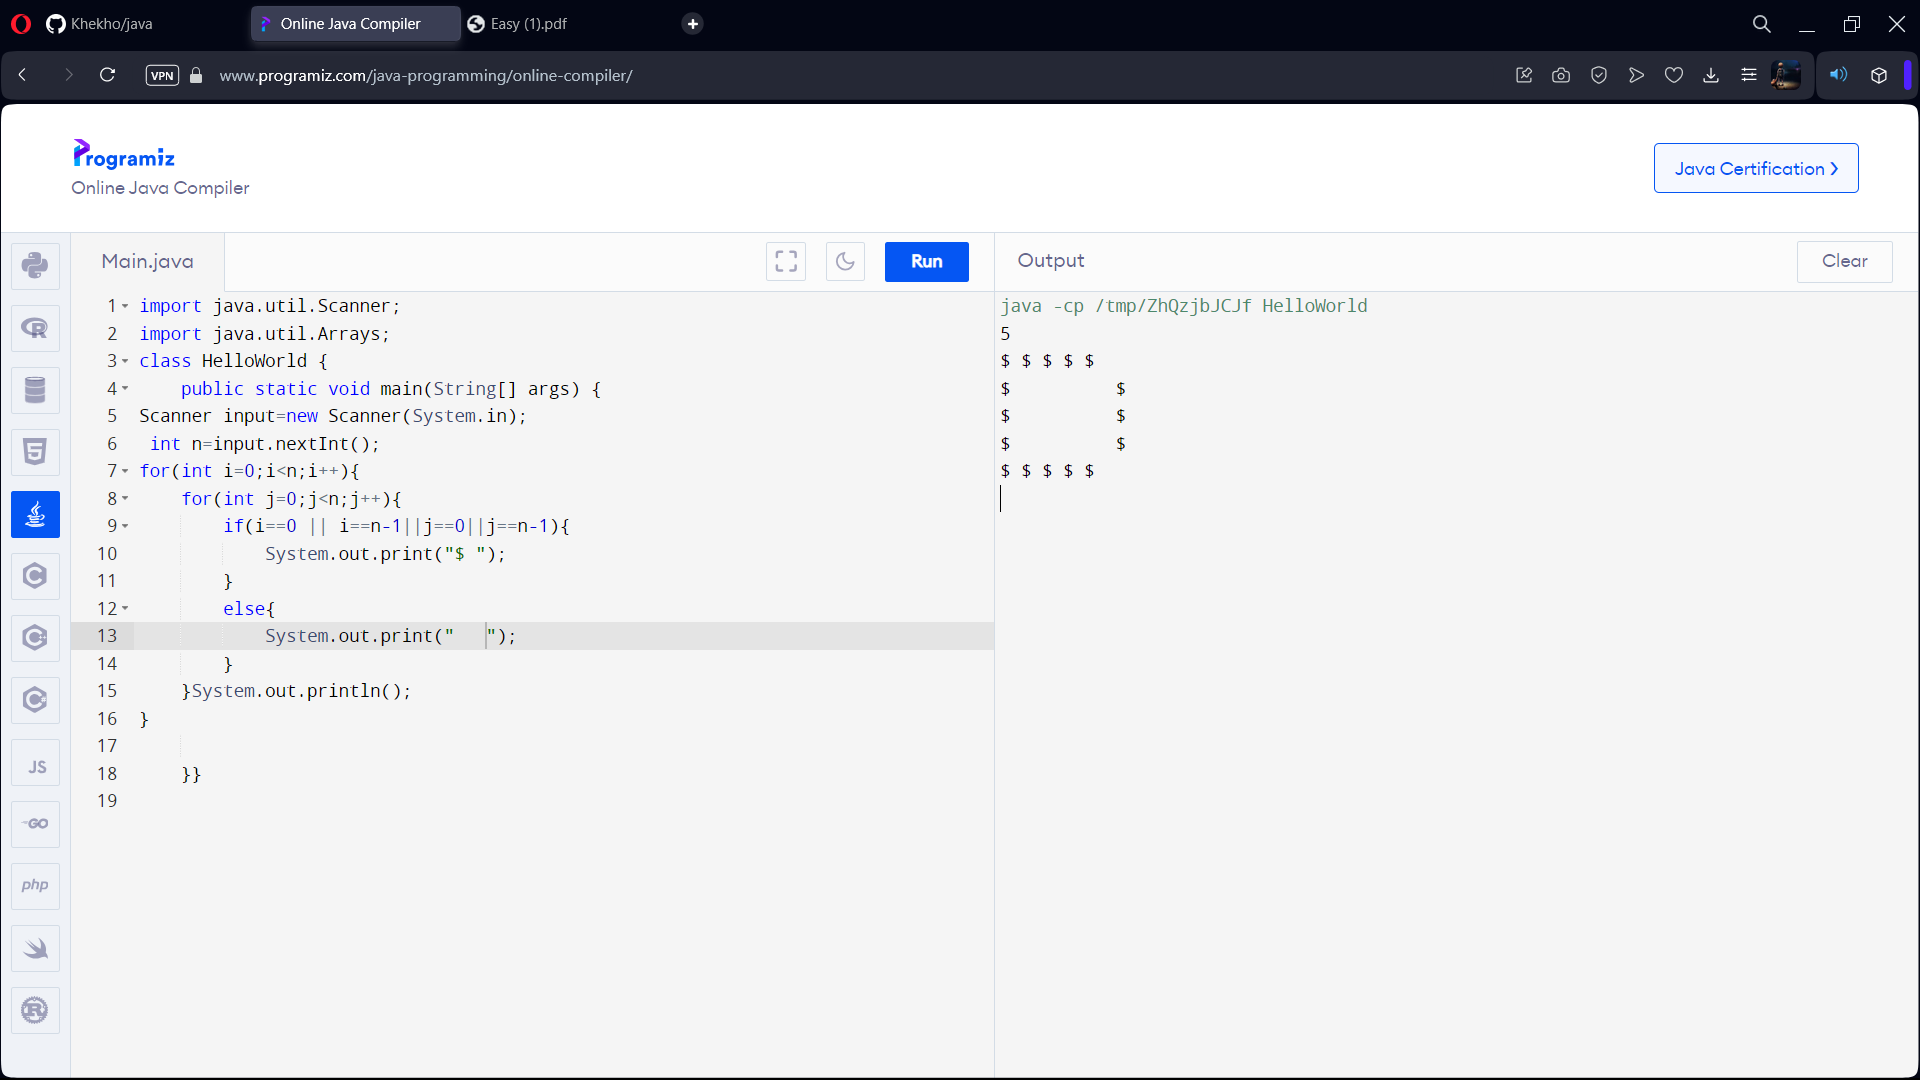 Khekho/java
Online Java Compiler
Easy (1).pdf
VPN
www.programiz.com/java-programming/online-compiler/
Programiz
Online Java Compiler
Java Certification
Main.java
Run
Output
Clear
1 import java.util.Scanner;
2 import java.util.Arrays;
3 class HelloWorld {
4     public static void main(String[] args) {
5 Scanner input=new Scanner(System.in);
6  int n=input.nextInt();
7 for(int i=0;i<n;i++){
8     for(int j=0;j<n;j++){
9         if(i==0 || i==n-1||j==0||j==n-1){
10             System.out.print("$ ");
11         }
12         else{
13             System.out.print("   ");
14         }
15     }System.out.println();
16 }
17
18     }}
19
java -cp /tmp/ZhQzjbJCJf HelloWorld
5
$ $ $ $ $
$          $
$          $
$          $
$ $ $ $ $
JS
GO
php